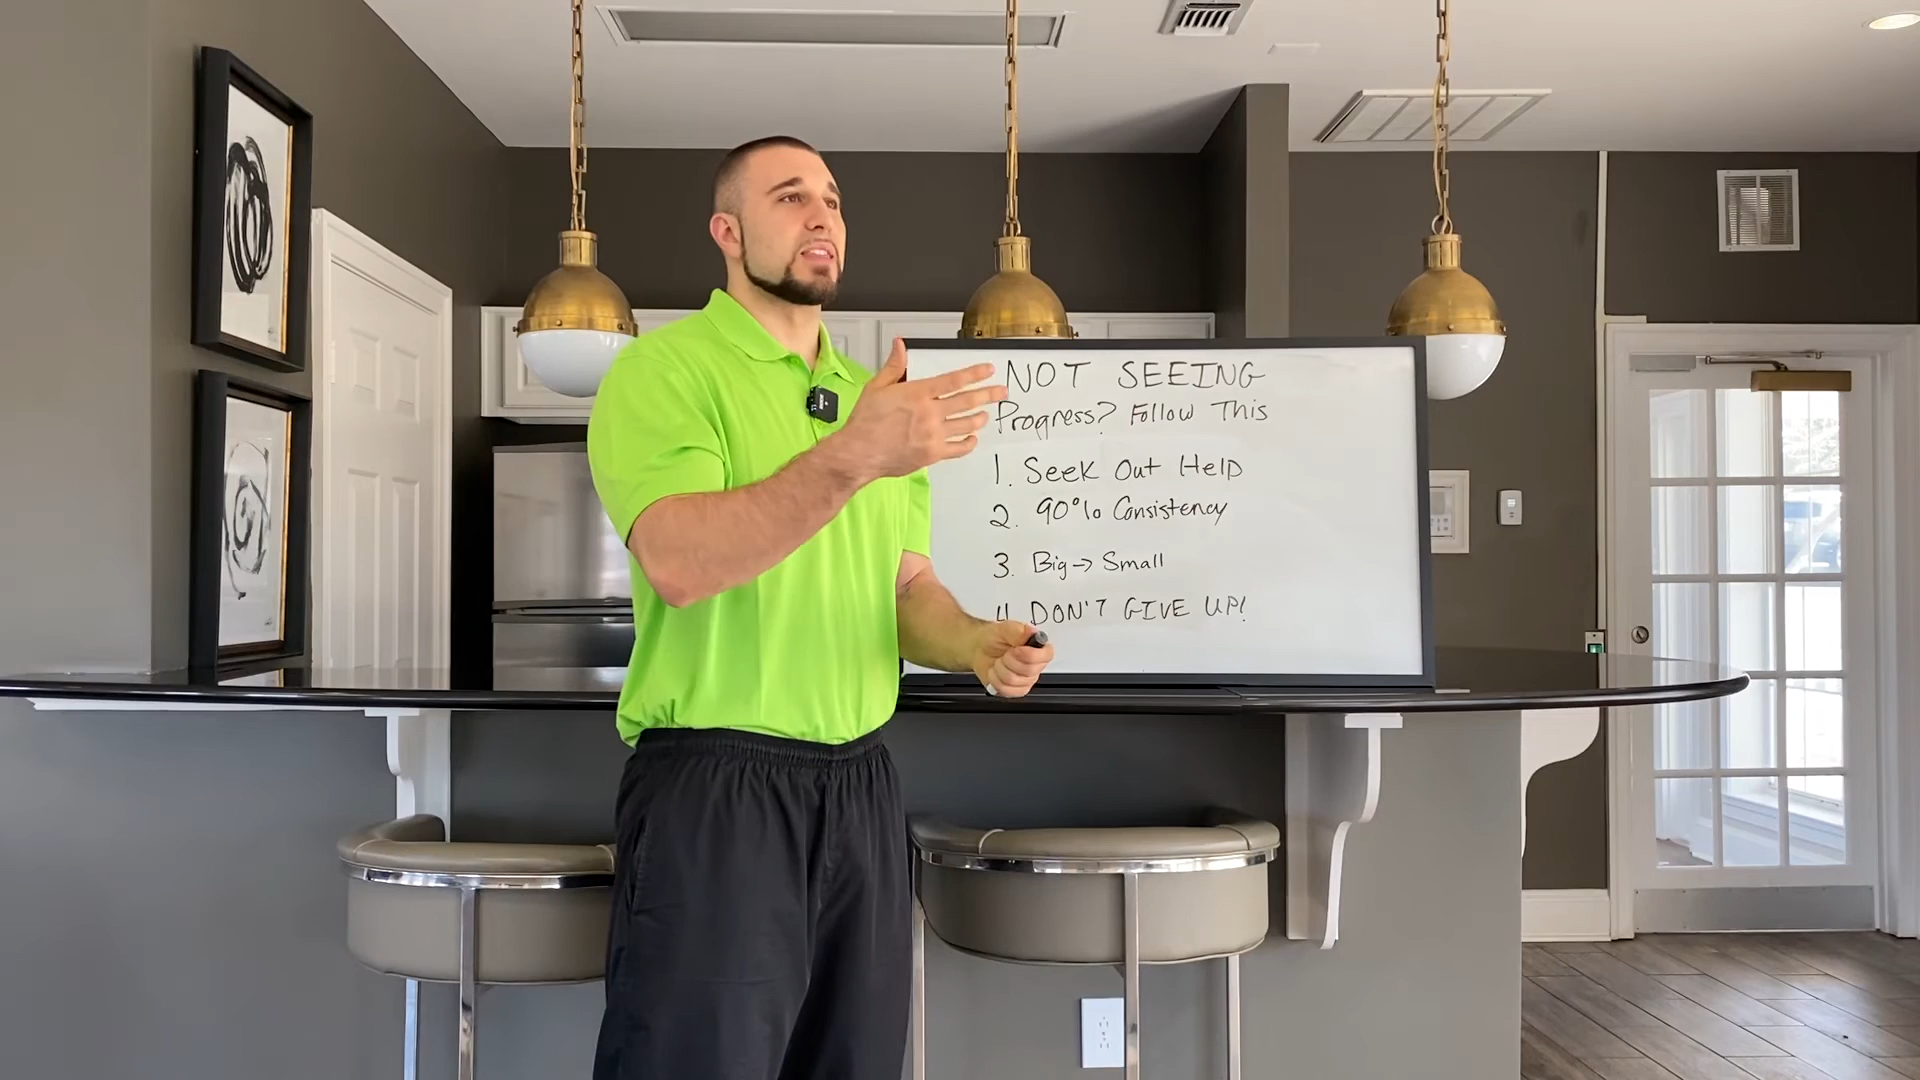 NOT SEEING
Progress? Follow This
1. Seek Out Help
2. 90% Consistency
3. Big → Small
4 DON'T GIVE UP!